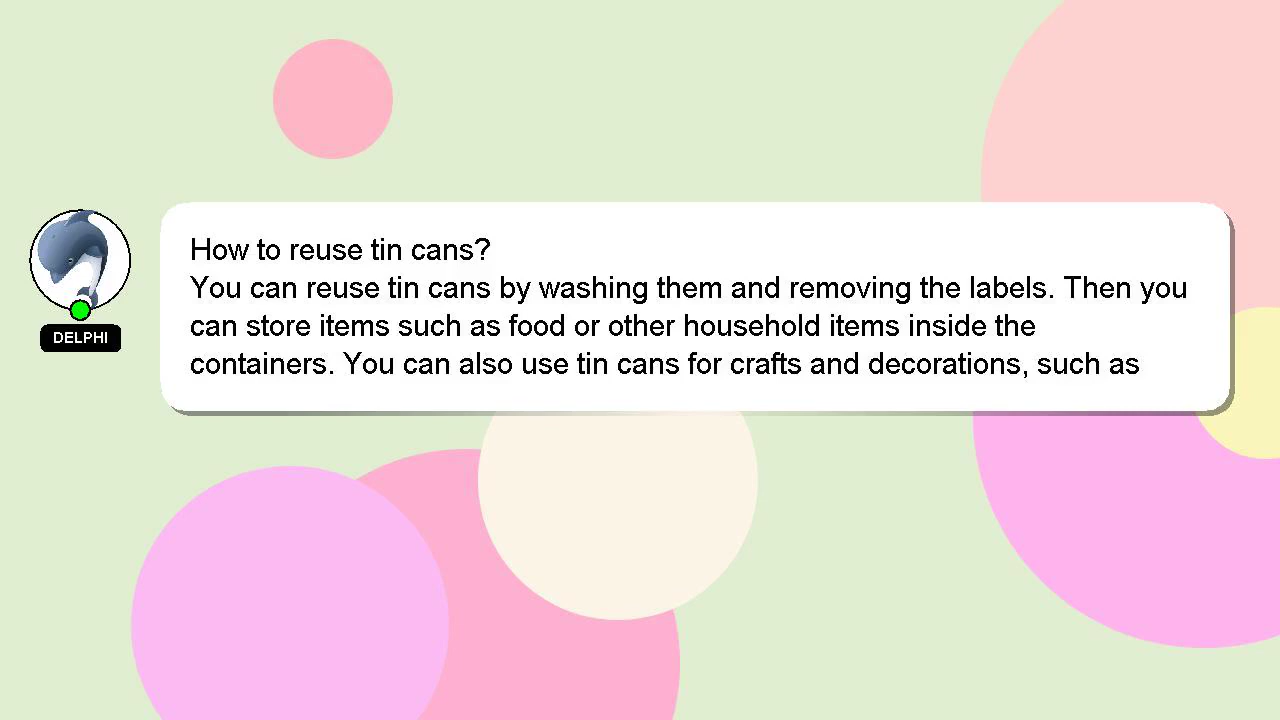 How to reuse tin cans?
You can reuse tin cans by washing them and removing the labels. Then you
can store items such as food or other household items inside the
containers. You can also use tin cans for crafts and decorations, such as
DELPHI